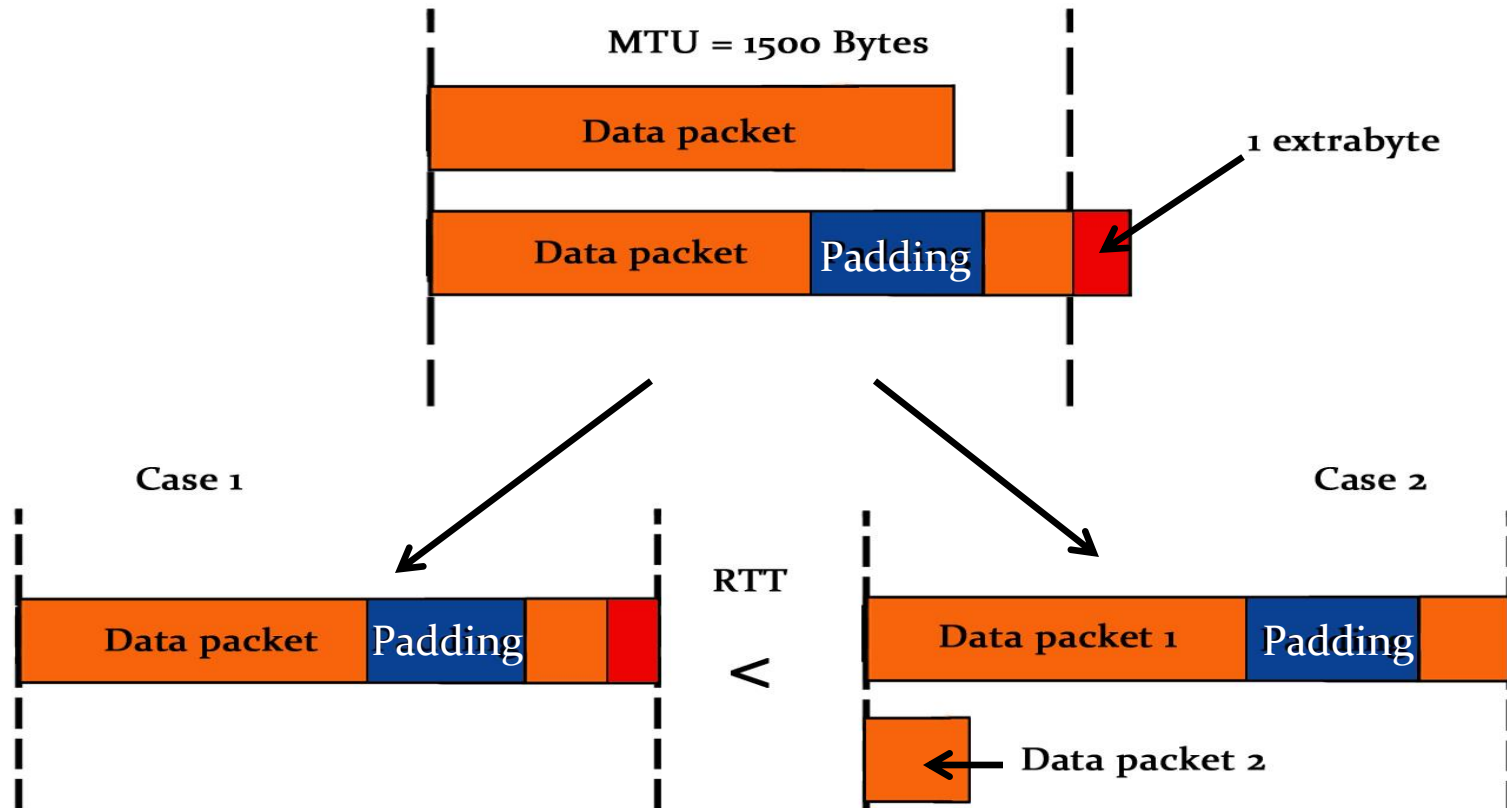 MTU = 1500 Bytes
Data packet
1 extrabyte
Data packet
Padding
Case 1
Case 2
RTT
<
Data packet
Padding
Data packet 1
Padding
Data packet 2